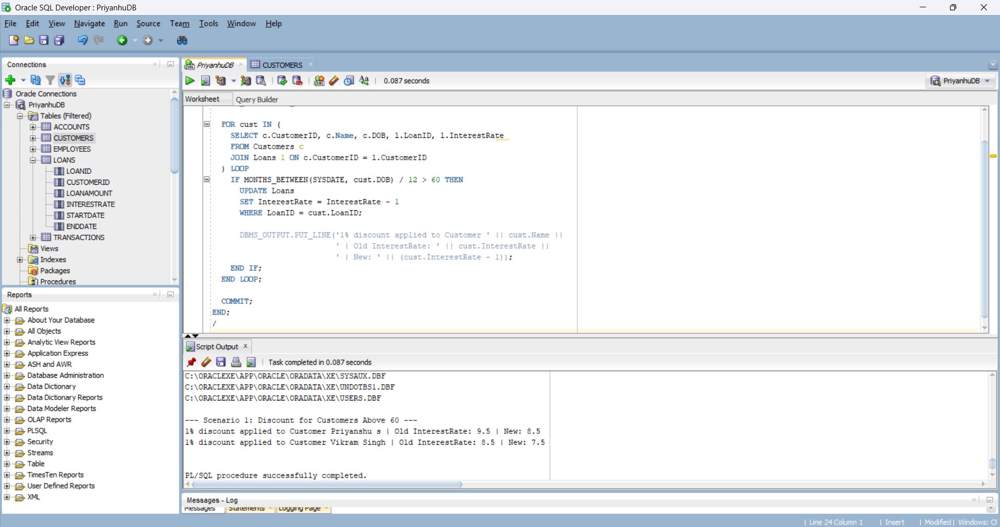 Oracle SQL Developer : PriyanhuDB
File Edit View Navigate Run Source Team Tools Window Help
Connections
Oracle Connections
PriyanhuDB
Tables (Filtered)
ACCOUNTS
CUSTOMERS
EMPLOYEES
LOANS
LOANID
CUSTOMERID
LOANAMOUNT
INTERESTRATE
STARTDATE
ENDDATE
TRANSACTIONS
Views
Indexes
Packages
Procedures
Reports
All Reports
About Your Database
All Objects
Analytic View Reports
Application Express
ASH and AWR
Database Administration
Data Dictionary
Data Dictionary Reports
Data Modeler Reports
OLAP Reports
PLSQL
Security
Streams
Table
TimesTen Reports
User Defined Reports
XML
PriyanhuDB CUSTOMERS
0.087 seconds
PriyanhuDB
Worksheet Query Builder
FOR cust IN (
SELECT c.CustomerID, c.Name, c.DOB, l.LoanID, l.InterestRate
FROM Customers c
JOIN Loans l ON c.CustomerID = l.CustomerID
) LOOP
IF MONTHS_BETWEEN(SYSDATE, cust.DOB) / 12 > 60 THEN
UPDATE Loans
SET InterestRate = InterestRate - 1
WHERE LoanID = cust.LoanID;
DBMS_OUTPUT.PUT_LINE('1% discount applied to Customer ' || cust.Name ||
' | Old InterestRate: ' || cust.InterestRate ||
' | New: ' || (cust.InterestRate - 1));
END IF;
END LOOP;
COMMIT;
END;
/
Script Output
Task completed in 0.087 seconds
C:\ORACLEXE\APP\ORACLE\ORADATA\XE\SYSAUX.DBF
C:\ORACLEXE\APP\ORACLE\ORADATA\XE\UNDOTBS1.DBF
C:\ORACLEXE\APP\ORACLE\ORADATA\XE\USERS.DBF
--- Scenario 1: Discount for Customers Above 60 ---
1% discount applied to Customer Priyanshu s | Old InterestRate: 9.5 | New: 8.5
1% discount applied to Customer Vikram Singh | Old InterestRate: 8.5 | New: 7.5
PL/SQL procedure successfully completed.
Messages - Log
Messages Statements Logging Page
| Line 24 Column 1 | Insert | Modified | Windows: